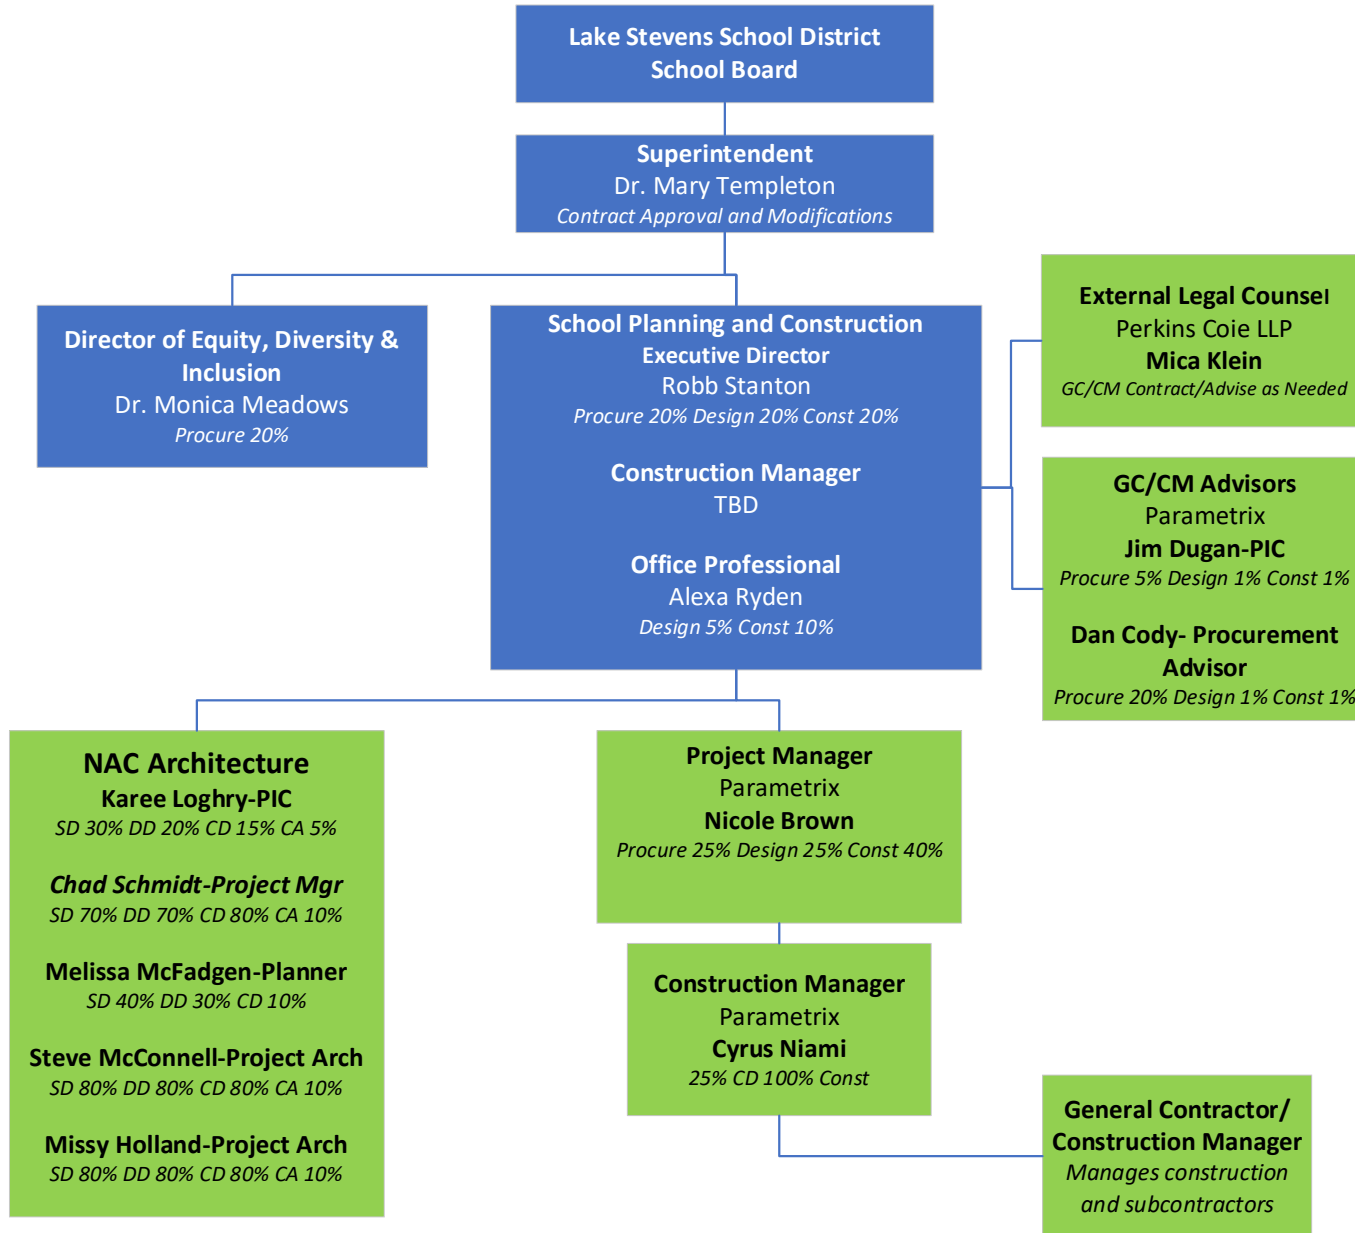 Lake Stevens School District
School Board
Superintendent
Dr. Mary Templeton
Contract Approval and Modifications
Director of Equity, Diversity &
Inclusion
Dr. Monica Meadows
Procure 20%
School Planning and Construction
Executive Director
Robb Stanton
Procure 20% Design 20% Const 20%
Construction Manager
TBD
Office Professional
Alexa Ryden
Design 5% Const 10%
External Legal Counsel
Perkins Coie LLP
Mica Klein
GC/CM Contract/Advise as Needed
GC/CM Advisors
Parametrix
Jim Dugan-PIC
Procure 5% Design 1% Const 1%
Dan Cody- Procurement
Advisor
Procure 20% Design 1% Const 1%
NAC Architecture
Karee Loghry-PIC
SD 30% DD 20% CD 15% CA 5%
Chad Schmidt-Project Mgr
SD 70% DD 70% CD 80% CA 10%
Melissa McFadgen-Planner
SD 40% DD 30% CD 10%
Steve McConnell-Project Arch
SD 80% DD 80% CD 80% CA 10%
Missy Holland-Project Arch
SD 80% DD 80% CD 80% CA 10%
Project Manager
Parametrix
Nicole Brown
Procure 25% Design 25% Const 40%
Construction Manager
Parametrix
Cyrus Niami
25% CD 100% Const
General Contractor/
Construction Manager
Manages construction
and subcontractors